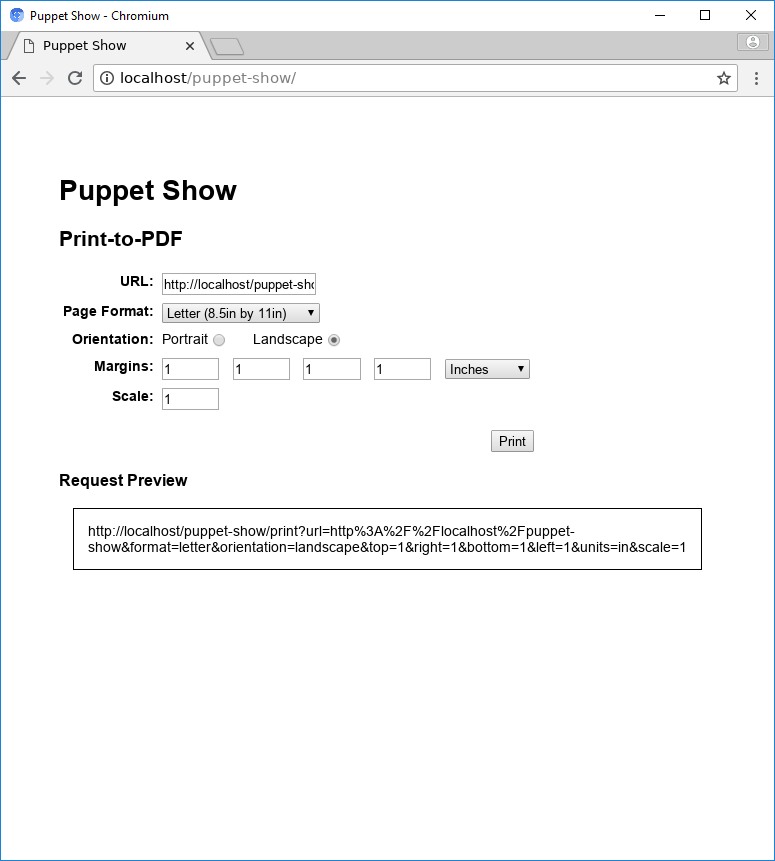 Puppet Show - Chromium
Puppet Show
localhost/puppet-show/
Puppet Show
Print-to-PDF
URL: http://localhost/puppet-sho
Page Format: Letter (8.5in by 11in)
Orientation: Portrait Landscape
Margins: 1 1 1 1 Inches
Scale: 1
Print
Request Preview
http://localhost/puppet-show/print?url=http%3A%2F%2Flocalhost%2Fpuppet-
show&format=letter&orientation=landscape&top=1&right=1&bottom=1&left=1&units=in&scale=1